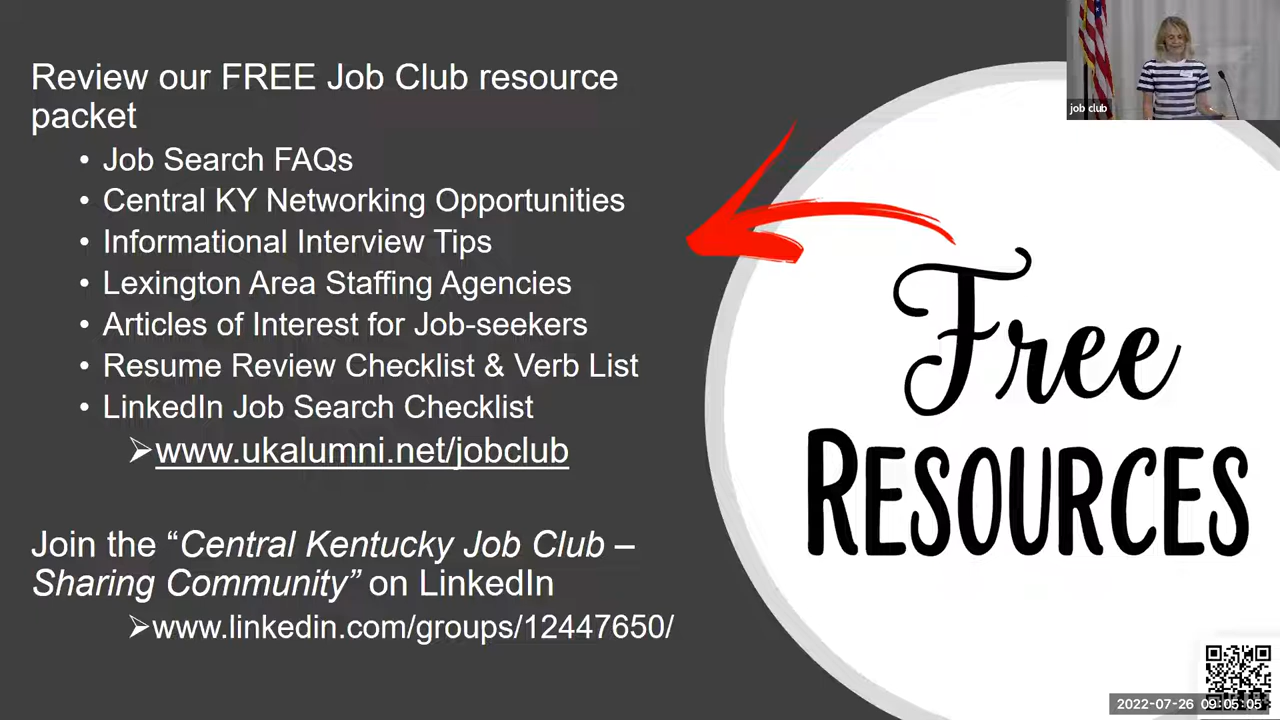 Review our FREE Job Club resource
packet
• Job Search FAQs
• Central KY Networking Opportunities
• Informational Interview Tips
• Lexington Area Staffing Agencies
• Articles of Interest for Job-seekers
• Resume Review Checklist & Verb List
• LinkedIn Job Search Checklist
➢www.ukalumni.net/jobclub
Join the “Central Kentucky Job Club –
Sharing Community” on LinkedIn
➢www.linkedin.com/groups/12447650/
job club
Free
RESOURCES
2022-07-26 09:05:05